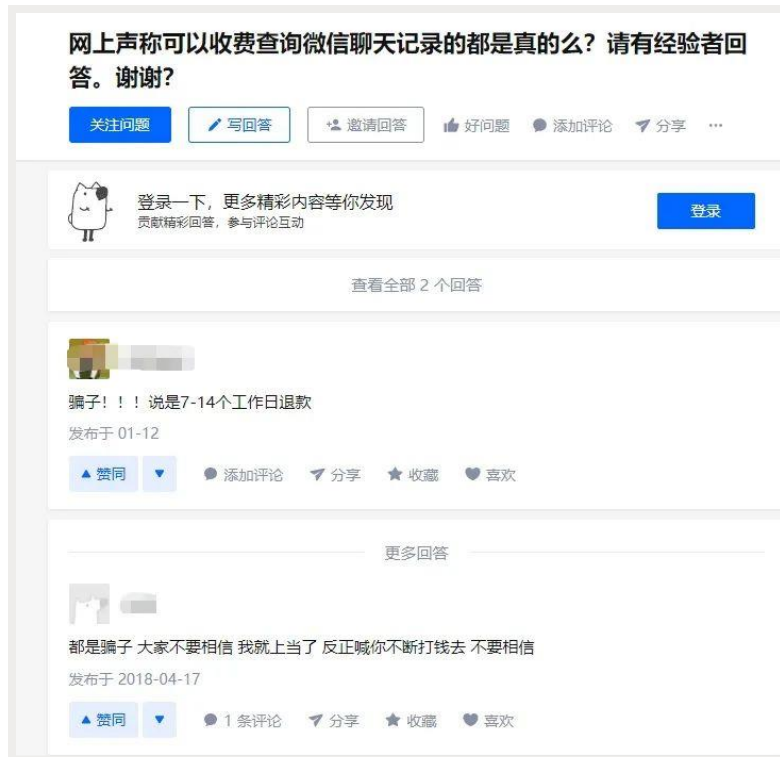 网上声称可以收费查询微信聊天记录的都是真的么？请有经验者回
答。谢谢?
关注问题 写回答 邀请回答 好问题 添加评论 分享 ···
登录一下，更多精彩内容等你发现
贡献精彩回答，参与评论互动
登录
查看全部 2 个回答
骗子！！！说是7-14个工作日退款
发布于 01-12
赞同 添加评论 分享 收藏 喜欢
更多回答
都是骗子 大家不要相信 我就上当了 反正喊你不断打钱去 不要相信
发布于 2018-04-17
赞同 1 条评论 分享 收藏 喜欢